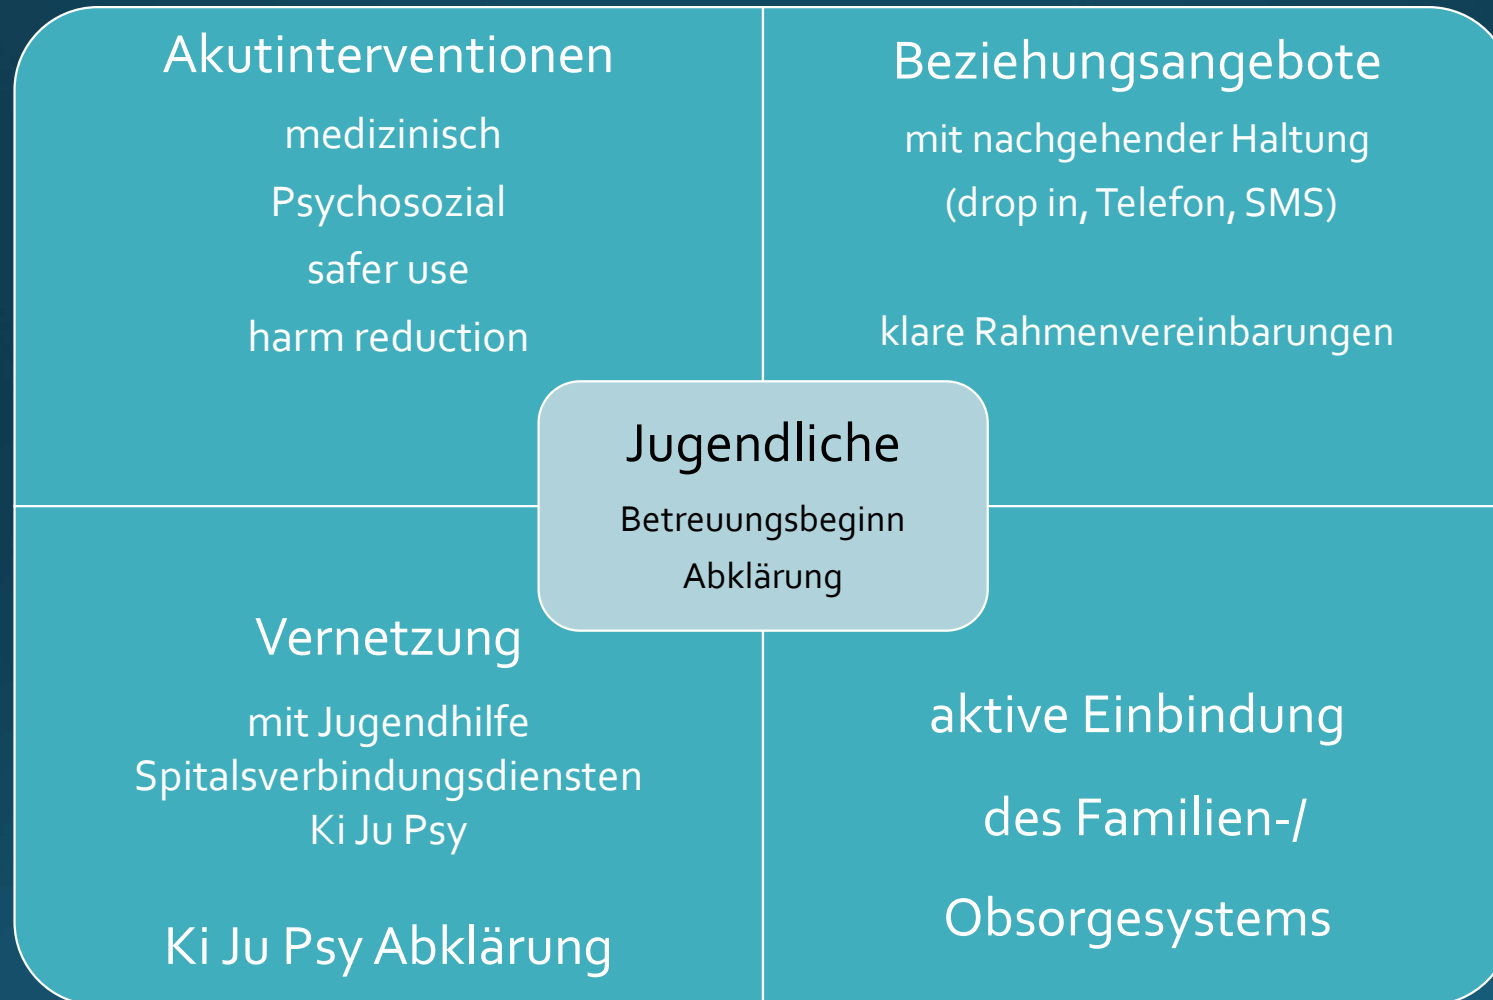 Akutinterventionen
medizinisch
Psychosozial
safer use
harm reduction
Beziehungsangebote
mit nachgehender Haltung
(drop in, Telefon, SMS)
klare Rahmenvereinbarungen
Jugendliche
Betreuungsbeginn
Abklärung
Vernetzung
mit Jugendhilfe
Spitalsverbindungsdiensten
Ki Ju Psy
Ki Ju Psy Abklärung
aktive Einbindung
des Familien-/
Obsorgesystems